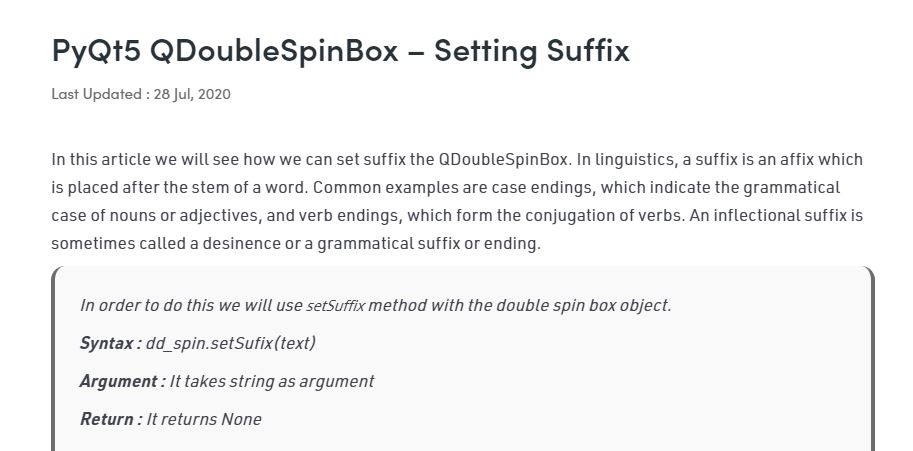 PyQt5 QDoubleSpinBox – Setting Suffix
Last Updated : 28 Jul, 2020
In this article we will see how we can set suffix the QDoubleSpinBox. In linguistics, a suffix is an affix which
is placed after the stem of a word. Common examples are case endings, which indicate the grammatical
case of nouns or adjectives, and verb endings, which form the conjugation of verbs. An inflectional suffix is
sometimes called a desinence or a grammatical suffix or ending.
In order to do this we will use setSuffix method with the double spin box object.
Syntax : dd_spin.setSufix(text)
Argument : It takes string as argument
Return : It returns None